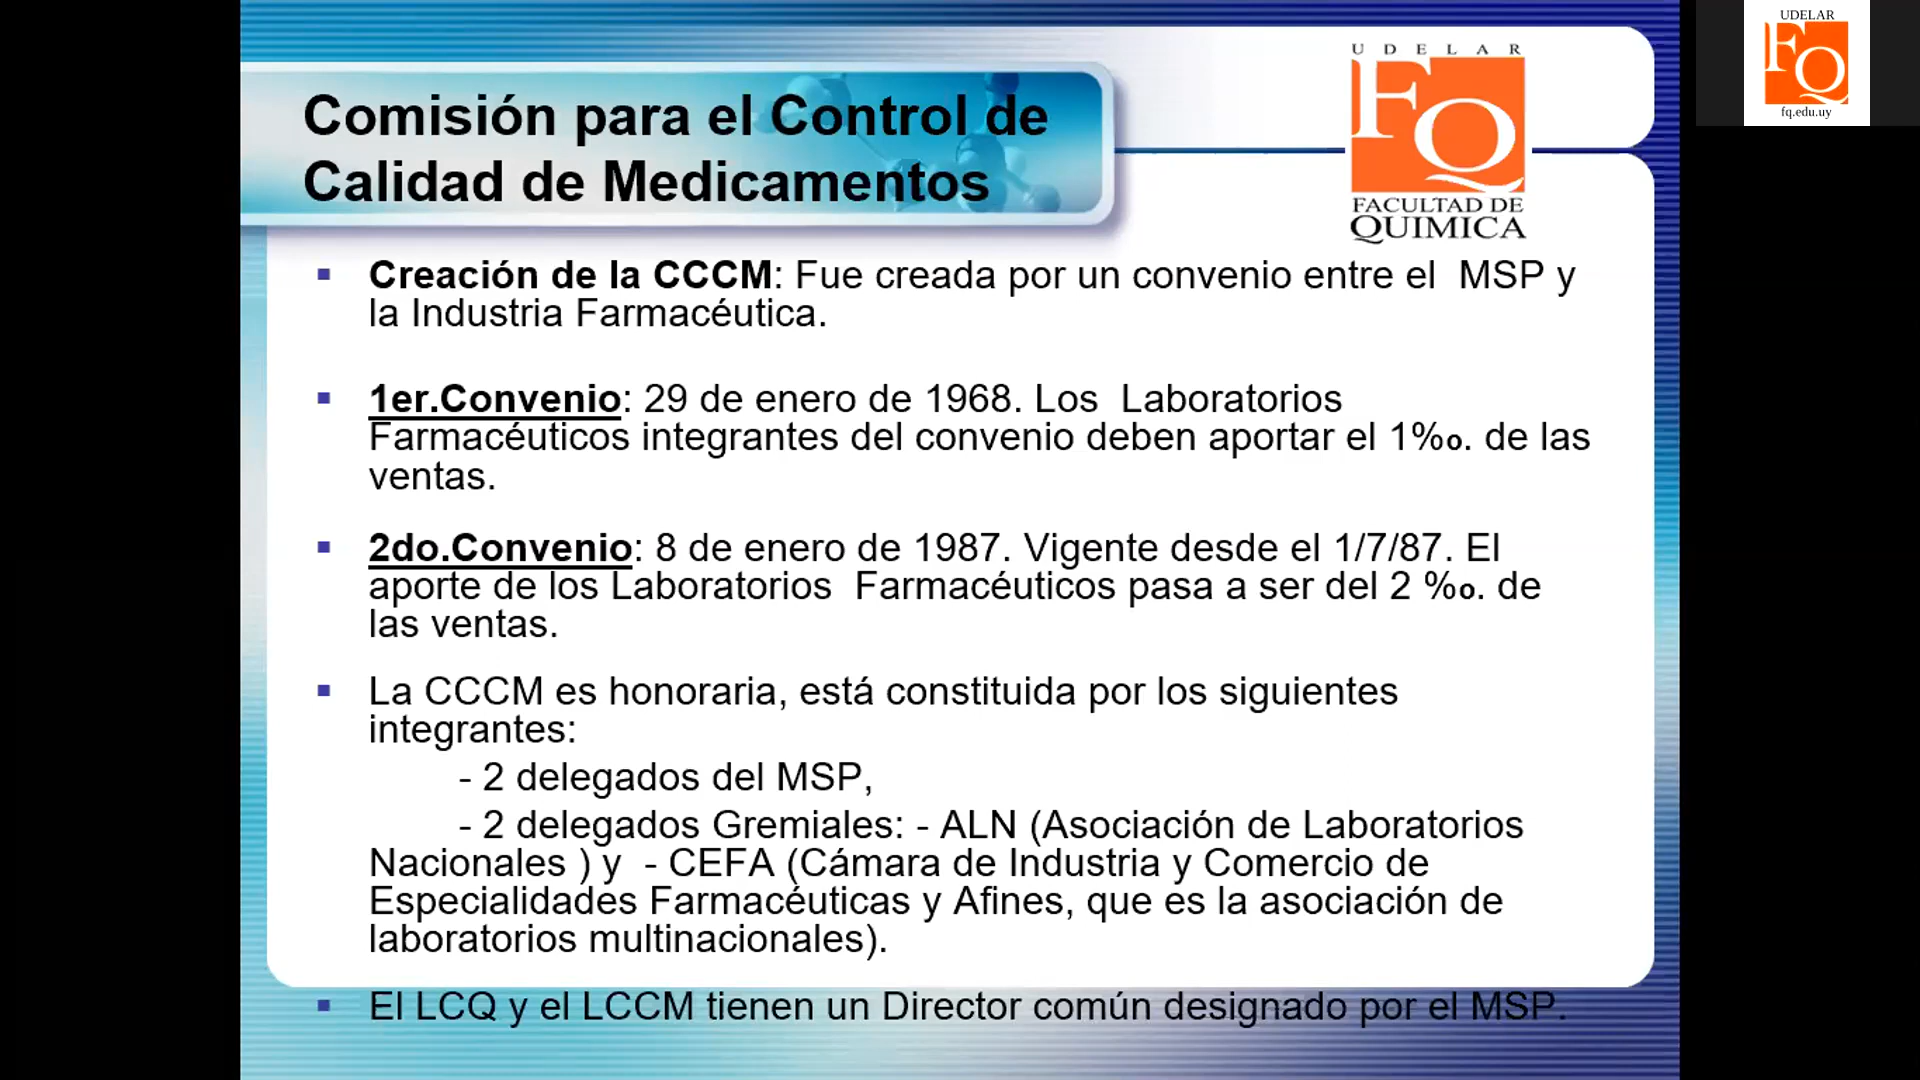 UDELAR
FQ
fq.edu.uy
U D E L A R
FQ
FACULTAD DE
QUIMICA
Comisión para el Control de
Calidad de Medicamentos
▪ Creación de la CCCM: Fue creada por un convenio entre el  MSP y
la Industria Farmacéutica.
▪ 1er.Convenio: 29 de enero de 1968. Los  Laboratorios
Farmacéuticos integrantes del convenio deben aportar el 1%o. de las
ventas.
▪ 2do.Convenio: 8 de enero de 1987. Vigente desde el 1/7/87. El
aporte de los Laboratorios  Farmacéuticos pasa a ser del 2 %o. de
las ventas.
▪ La CCCM es honoraria, está constituida por los siguientes
integrantes:
- 2 delegados del MSP,
- 2 delegados Gremiales: - ALN (Asociación de Laboratorios
Nacionales ) y  - CEFA (Cámara de Industria y Comercio de
Especialidades Farmacéuticas y Afines, que es la asociación de
laboratorios multinacionales).
▪ El LCQ y el LCCM tienen un Director común designado por el MSP.